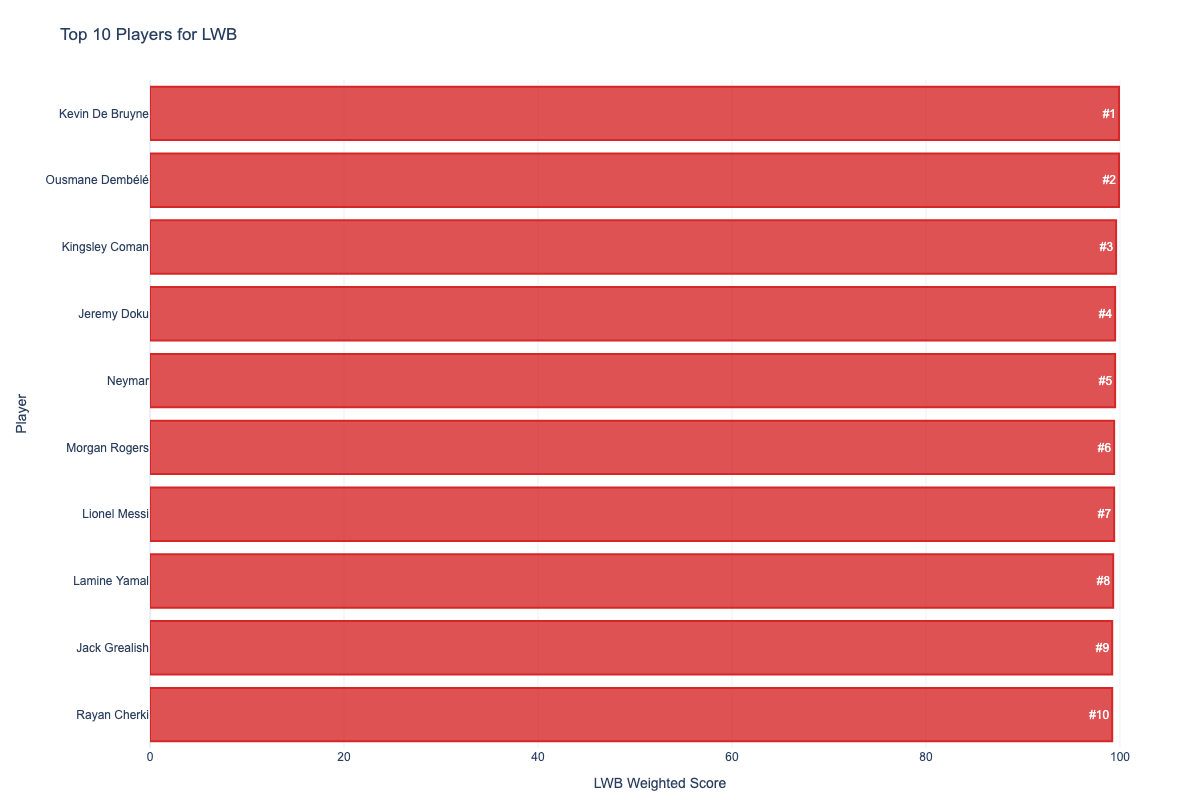 Top 10 Players for LWB
Player
Kevin De Bruyne #1
Ousmane Dembélé #2
Kingsley Coman #3
Jeremy Doku #4
Neymar #5
Morgan Rogers #6
Lionel Messi #7
Lamine Yamal #8
Jack Grealish #9
Rayan Cherki #10
0 20 40 60 80 100
LWB Weighted Score